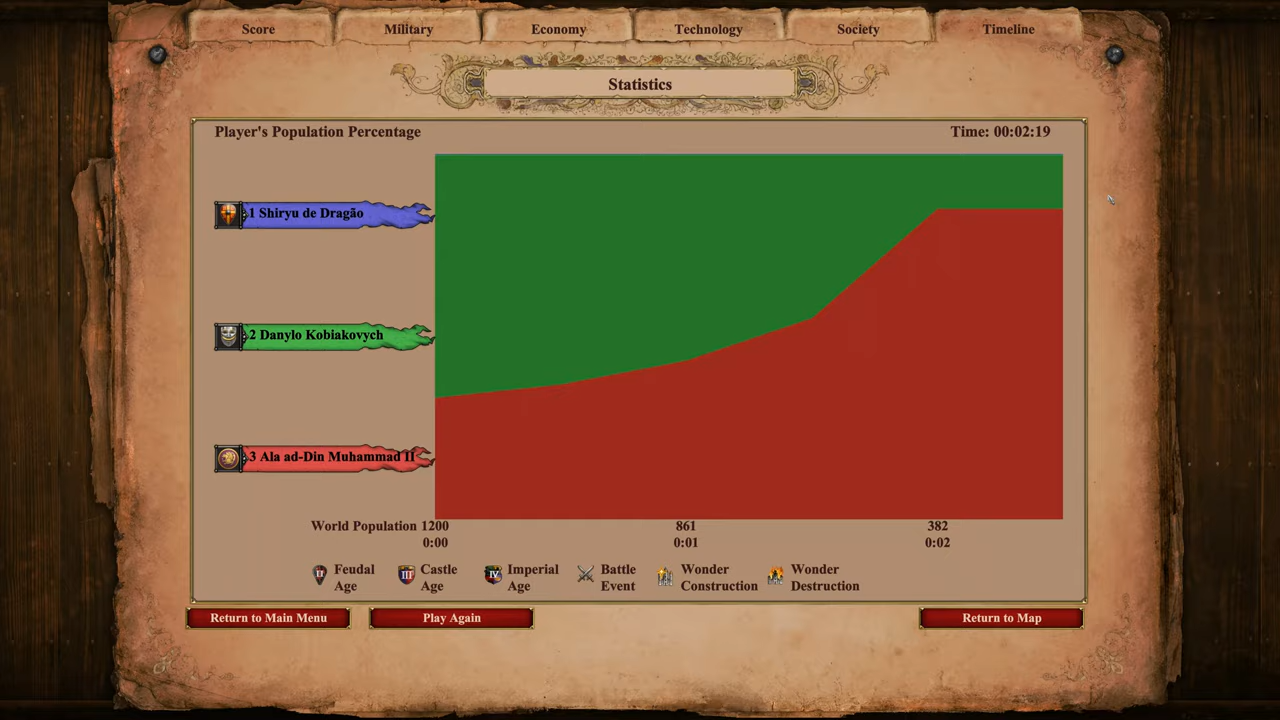 Score
Military
Economy
Technology
Society
Timeline
Statistics
Player's Population Percentage
Time: 00:02:19
1 Shiryu de Dragão
2 Danylo Kobiakovych
3 Ala ad-Din Muhammad II
World Population 1200
861
382
0:00
0:01
0:02
II
Feudal
Age
III
Castle
Age
IV
Imperial
Age
Battle
Event
Wonder
Construction
Wonder
Destruction
Return to Main Menu
Play Again
Return to Map